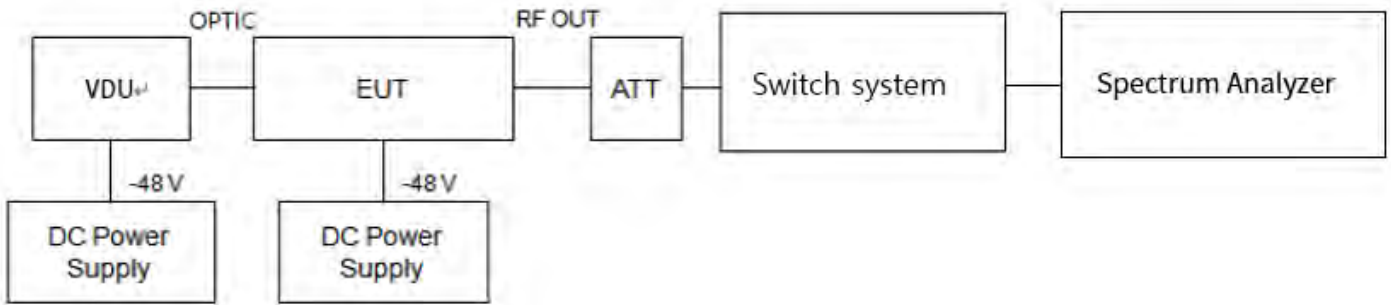 OPTIC
RF OUT
VDU↵
EUT
ATT
Switch system
Spectrum Analyzer
-48 V
-48 V
DC Power
Supply
DC Power
Supply